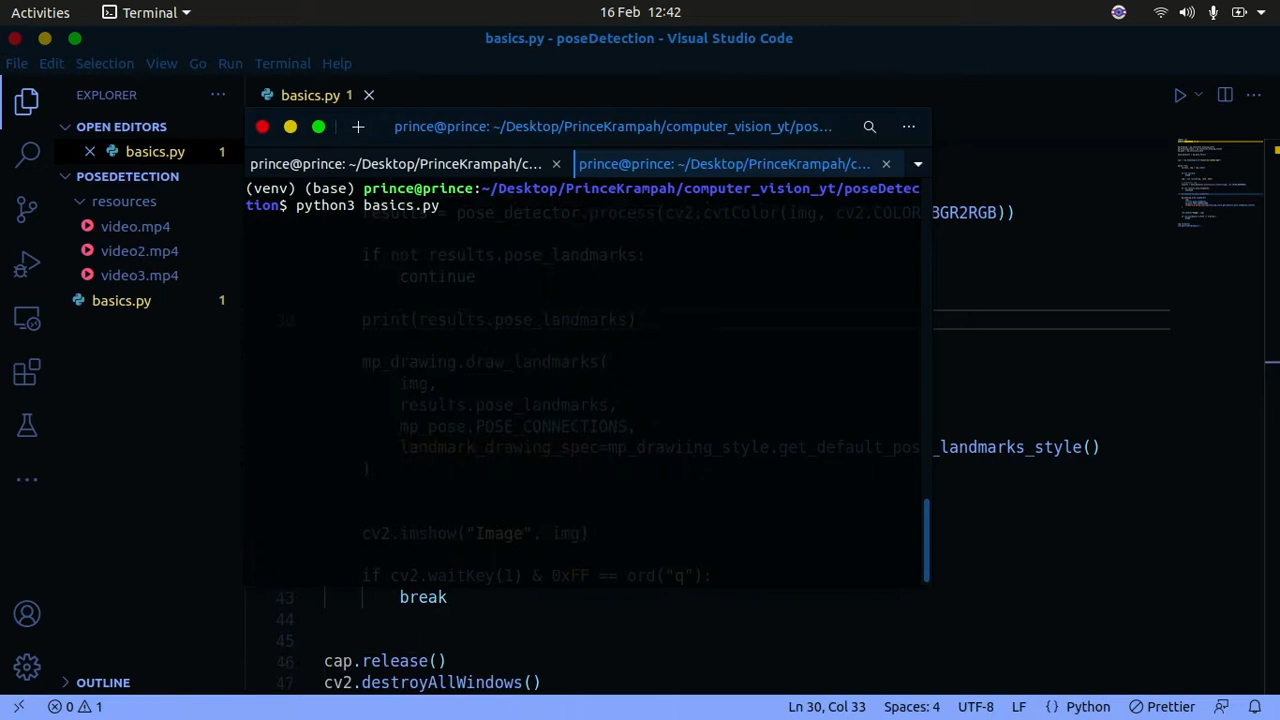 Activities
Terminal
16 Feb 12:42
basics.py - poseDetection - Visual Studio Code
File Edit Selection View Go Run Terminal Help
EXPLORER
basics.py 1
OPEN EDITORS
basics.py 1
POSEDETECTION
resources
video.mp4
video2.mp4
video3.mp4
basics.py 1
OUTLINE
prince@prince: ~/Desktop/PrinceKrampah/computer_vision_yt/pos...
prince@prince: ~/Desktop/PrinceKrampah/c...
prince@prince: ~/Desktop/PrinceKrampah/c...
(venv) (base) prince@prince:~/Desktop/PrinceKrampah/computer_vision_yt/poseDetec
tion$ python3 basics.py
results = poseDetector.process(cv2.cvtColor(img, cv2.COLOR_BGR2RGB))
if not results.pose_landmarks:
continue
30 print(results.pose_landmarks)
mp_drawing.draw_landmarks(
img,
results.pose_landmarks,
mp_pose.POSE_CONNECTIONS,
landmark_drawing_spec=mp_drawiing_style.get_default_pose_landmarks_style()
)
cv2.imshow("Image", img)
if cv2.waitKey(1) & 0xFF == ord("q"):
43 break
44
45
46 cap.release()
47 cv2.destroyAllWindows()
0 1
Ln 30, Col 33 Spaces: 4 UTF-8 LF {} Python Prettier